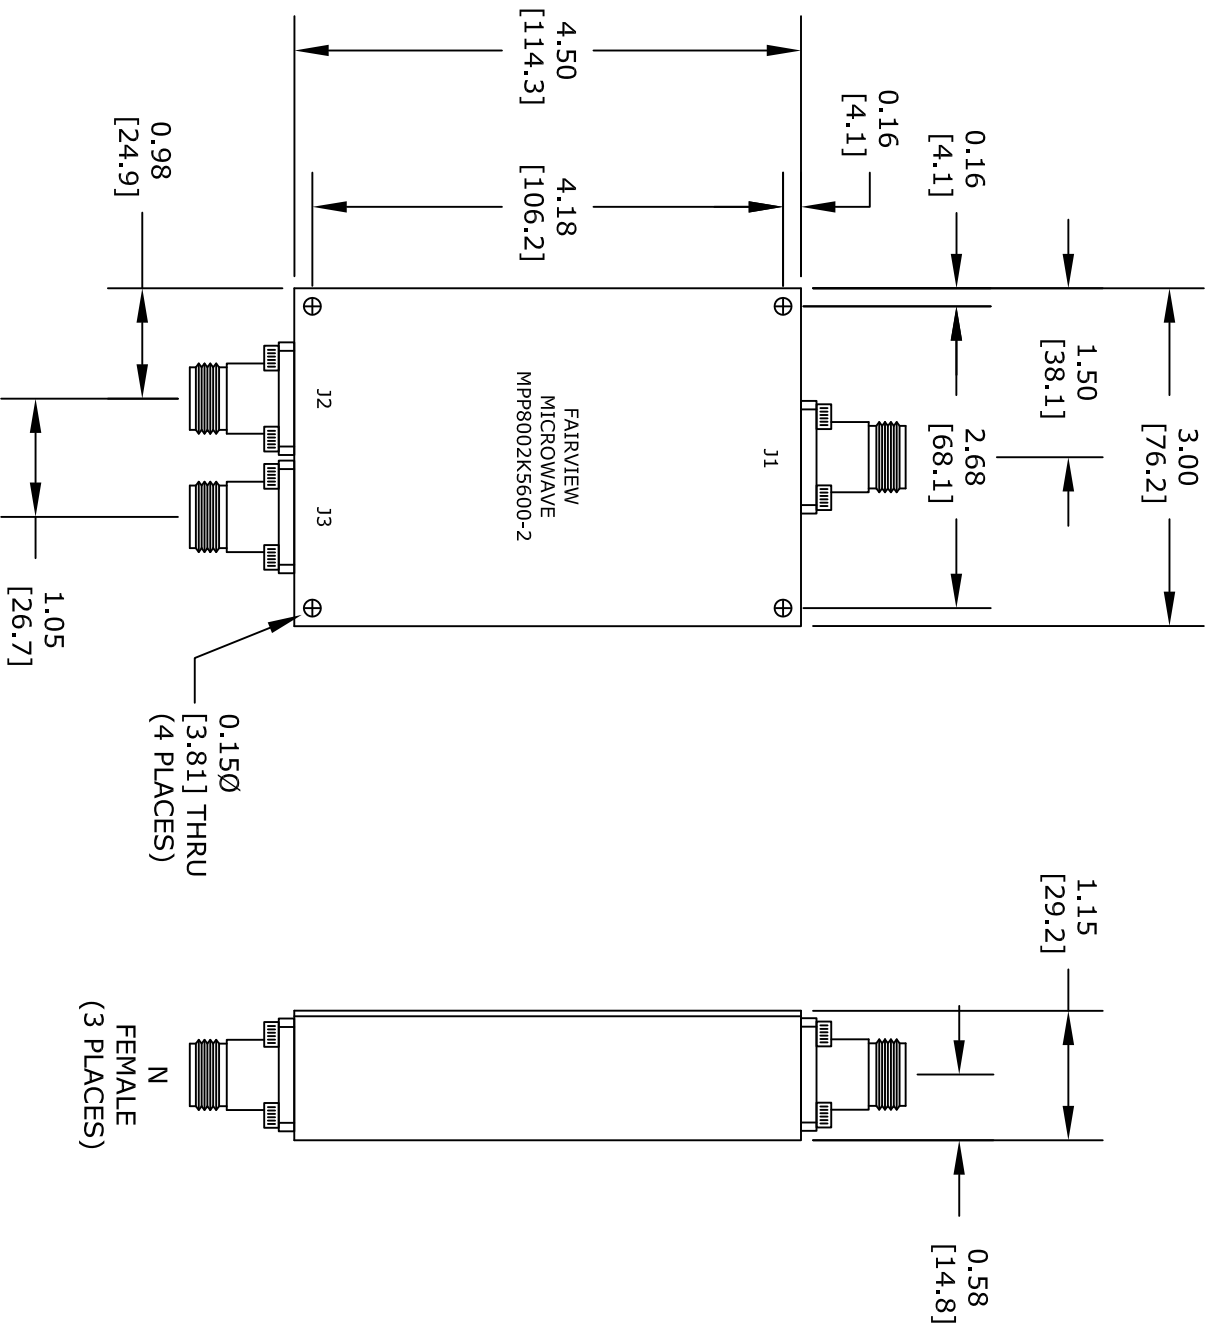 3.00
[76.2]
1.50
[38.1]
2.68
[68.1]
0.16
[4.1]
0.16
[4.1]
4.50
[114.3]
4.18
[106.2]
J1
FAIRVIEW
MICROWAVE
MPP8002K5600-2
J2
J3
0.98
[24.9]
1.05
[26.7]
0.15Ø
[3.81] THRU
(4 PLACES)
1.15
[29.2]
0.58
[14.8]
N
FEMALE
(3 PLACES)